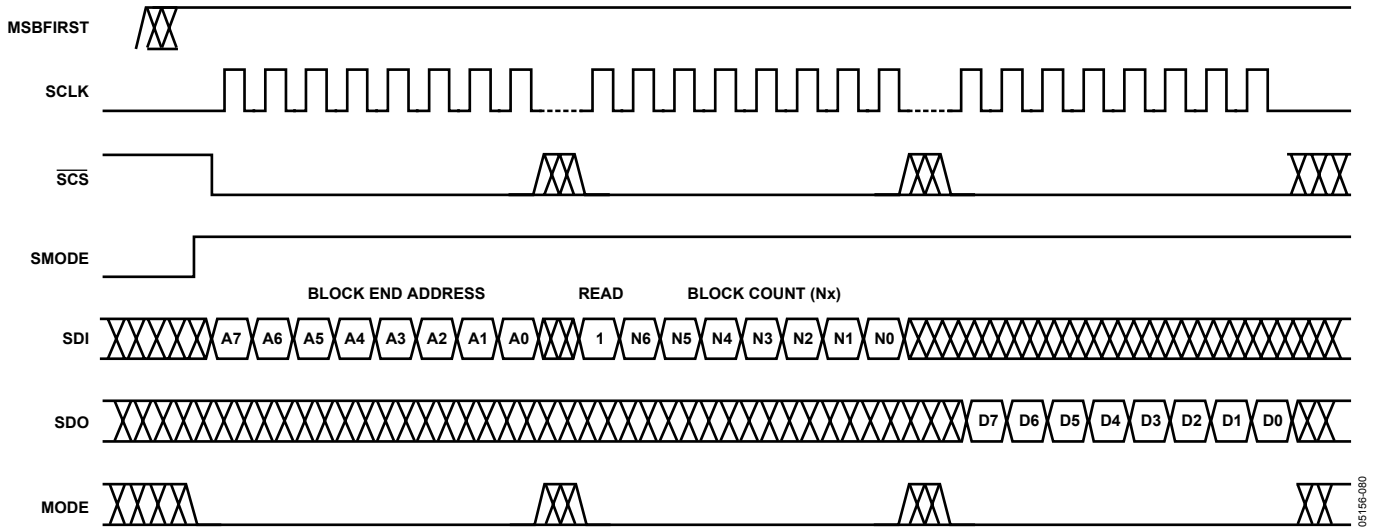 MSBFIRST
SCLK
SCS
SMODE
BLOCK END ADDRESS READ BLOCK COUNT (Nx)
SDI A7 A6 A5 A4 A3 A2 A1 A0 1 N6 N5 N4 N3 N2 N1 N0
SDO D7 D6 D5 D4 D3 D2 D1 D0
MODE
05156-080